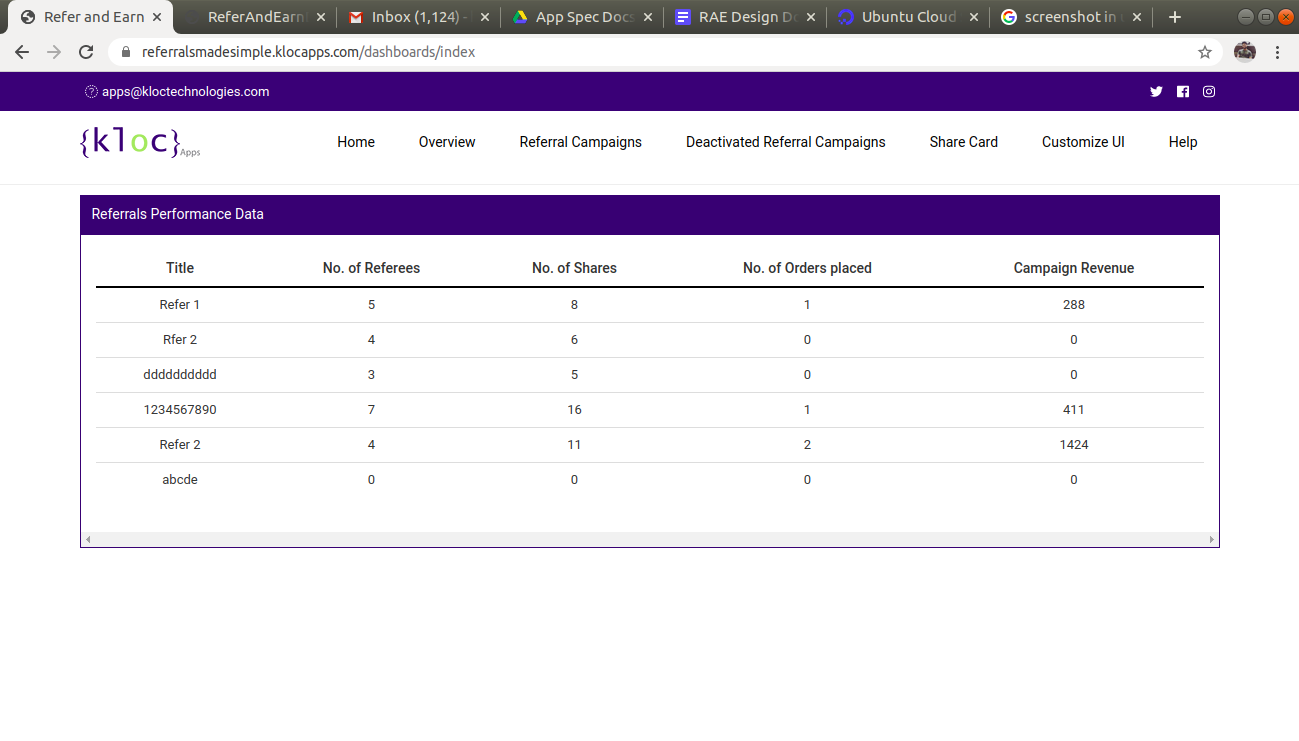 Refer and Earn ReferAndEarn Inbox (1,124) - App Spec Docs RAE Design Do Ubuntu Cloud screenshot in
referralsmadesimple.klocapps.com/dashboards/index
apps@kloctechnologies.com
{kloc}Apps Home Overview Referral Campaigns Deactivated Referral Campaigns Share Card Customize UI Help
Referrals Performance Data
Title No. of Referees No. of Shares No. of Orders placed Campaign Revenue
Refer 1 5 8 1 288
Rfer 2 4 6 0 0
dddddddddd 3 5 0 0
1234567890 7 16 1 411
Refer 2 4 11 2 1424
abcde 0 0 0 0